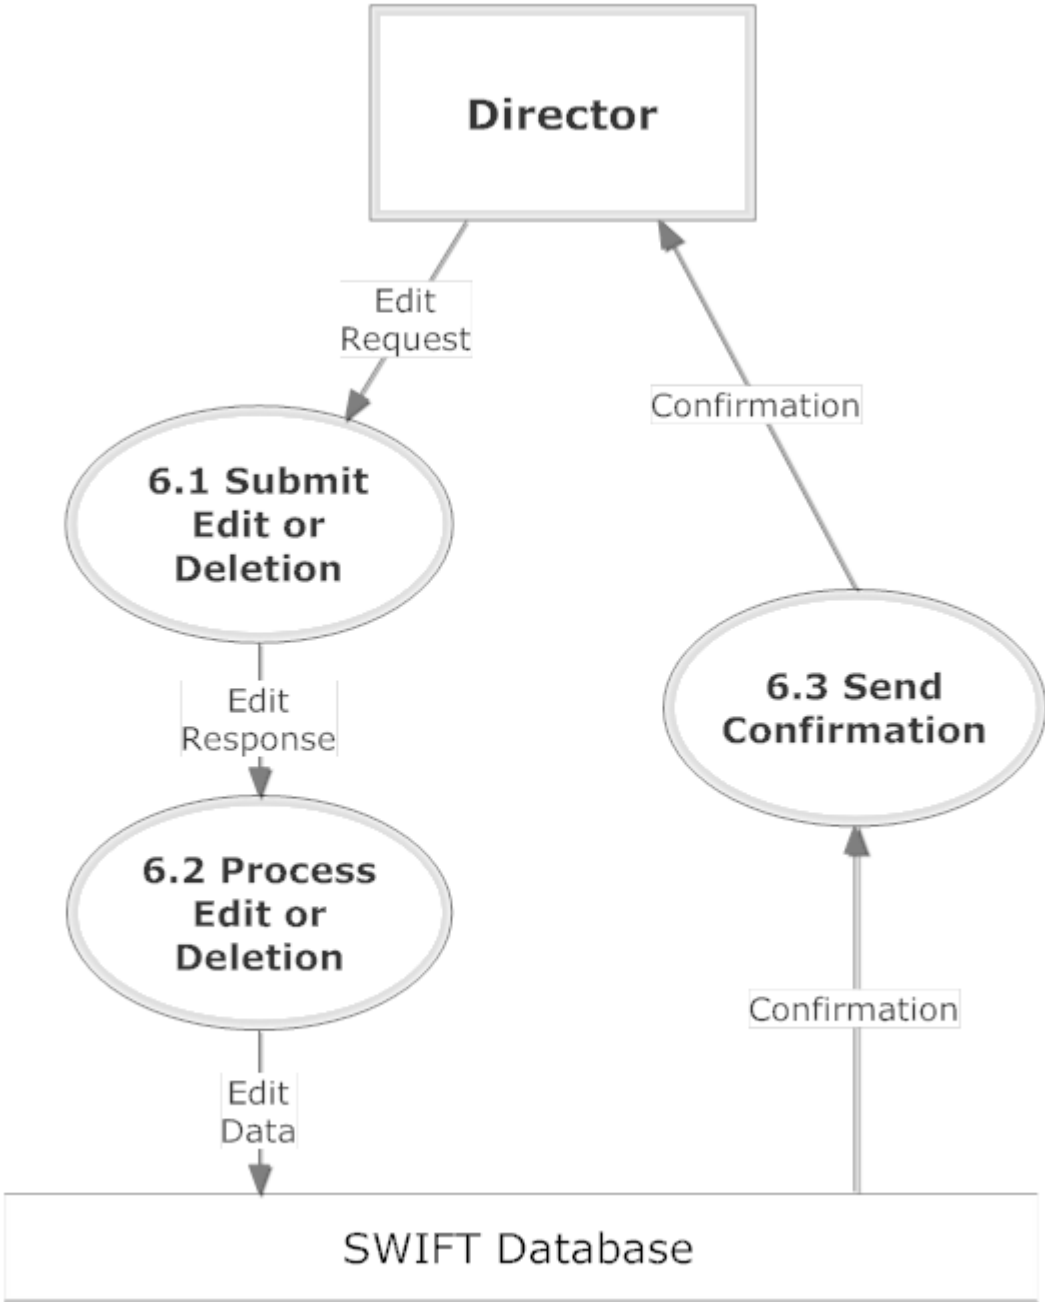 Director
Edit
Request
Confirmation
6.1 Submit
Edit or
Deletion
Edit
Response
6.3 Send
Confirmation
6.2 Process
Edit or
Deletion
Confirmation
Edit
Data
SWIFT Database